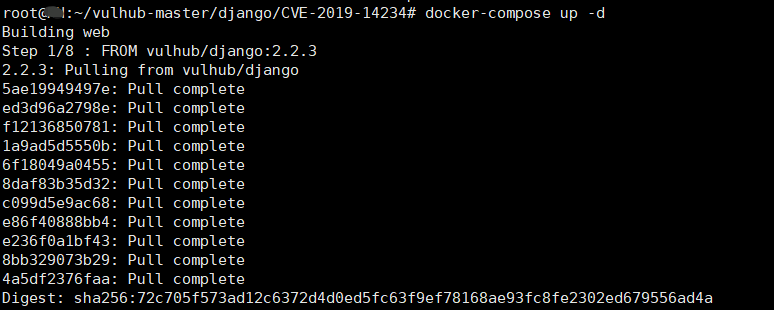 root@d:~/vulhub-master/django/CVE-2019-14234# docker-compose up -d
Building web
Step 1/8 : FROM vulhub/django:2.2.3
2.2.3: Pulling from vulhub/django
5ae19949497e: Pull complete
ed3d96a2798e: Pull complete
f12136850781: Pull complete
1a9ad5d5550b: Pull complete
6f18049a0455: Pull complete
8daf83b35d32: Pull complete
c099d5e9ac68: Pull complete
e86f40888bb4: Pull complete
e236f0a1bf43: Pull complete
8bb329073b29: Pull complete
4a5df2376faa: Pull complete
Digest: sha256:72c705f573ad12c6372d4d0ed5fc63f9ef78168ae93fc8fe2302ed679556ad4a